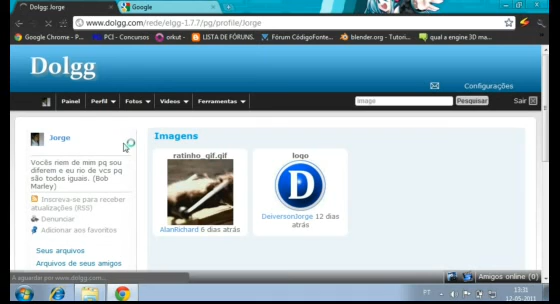 Dolgg: Jorge
Google
www.dolgg.com/rede/elgg-1.7.7/pg/profile/Jorge
Google Chrome - P...
PCI - Concursos
orkut -
LISTA DE FÓRUNS.
Fórum CódigoFonte...
blender.org - Tutori...
qual a engine 3D ma...
Dolgg
Configurações
Painel
Perfil
Fotos
Videos
Ferramentas
image
Pesquisar
Sair
Jorge
Vocês riem de mim pq sou
diferem e eu rio de vcs pq
são todos iguais. (Bob
Marley)
Inscreva-se para receber
atualizações (RSS)
Denunciar
Adicionar aos favoritos
Seus arquivos
Arquivos de seus amigos
Imagens
ratinho_gif.gif
AlanRichard 6 dias
atrás
logo
D
DeiversonJorge 12 dias
atrás
A aguardar por www.dolgg.com...
Amigos online (0)
PT
13:31
12-05-2011